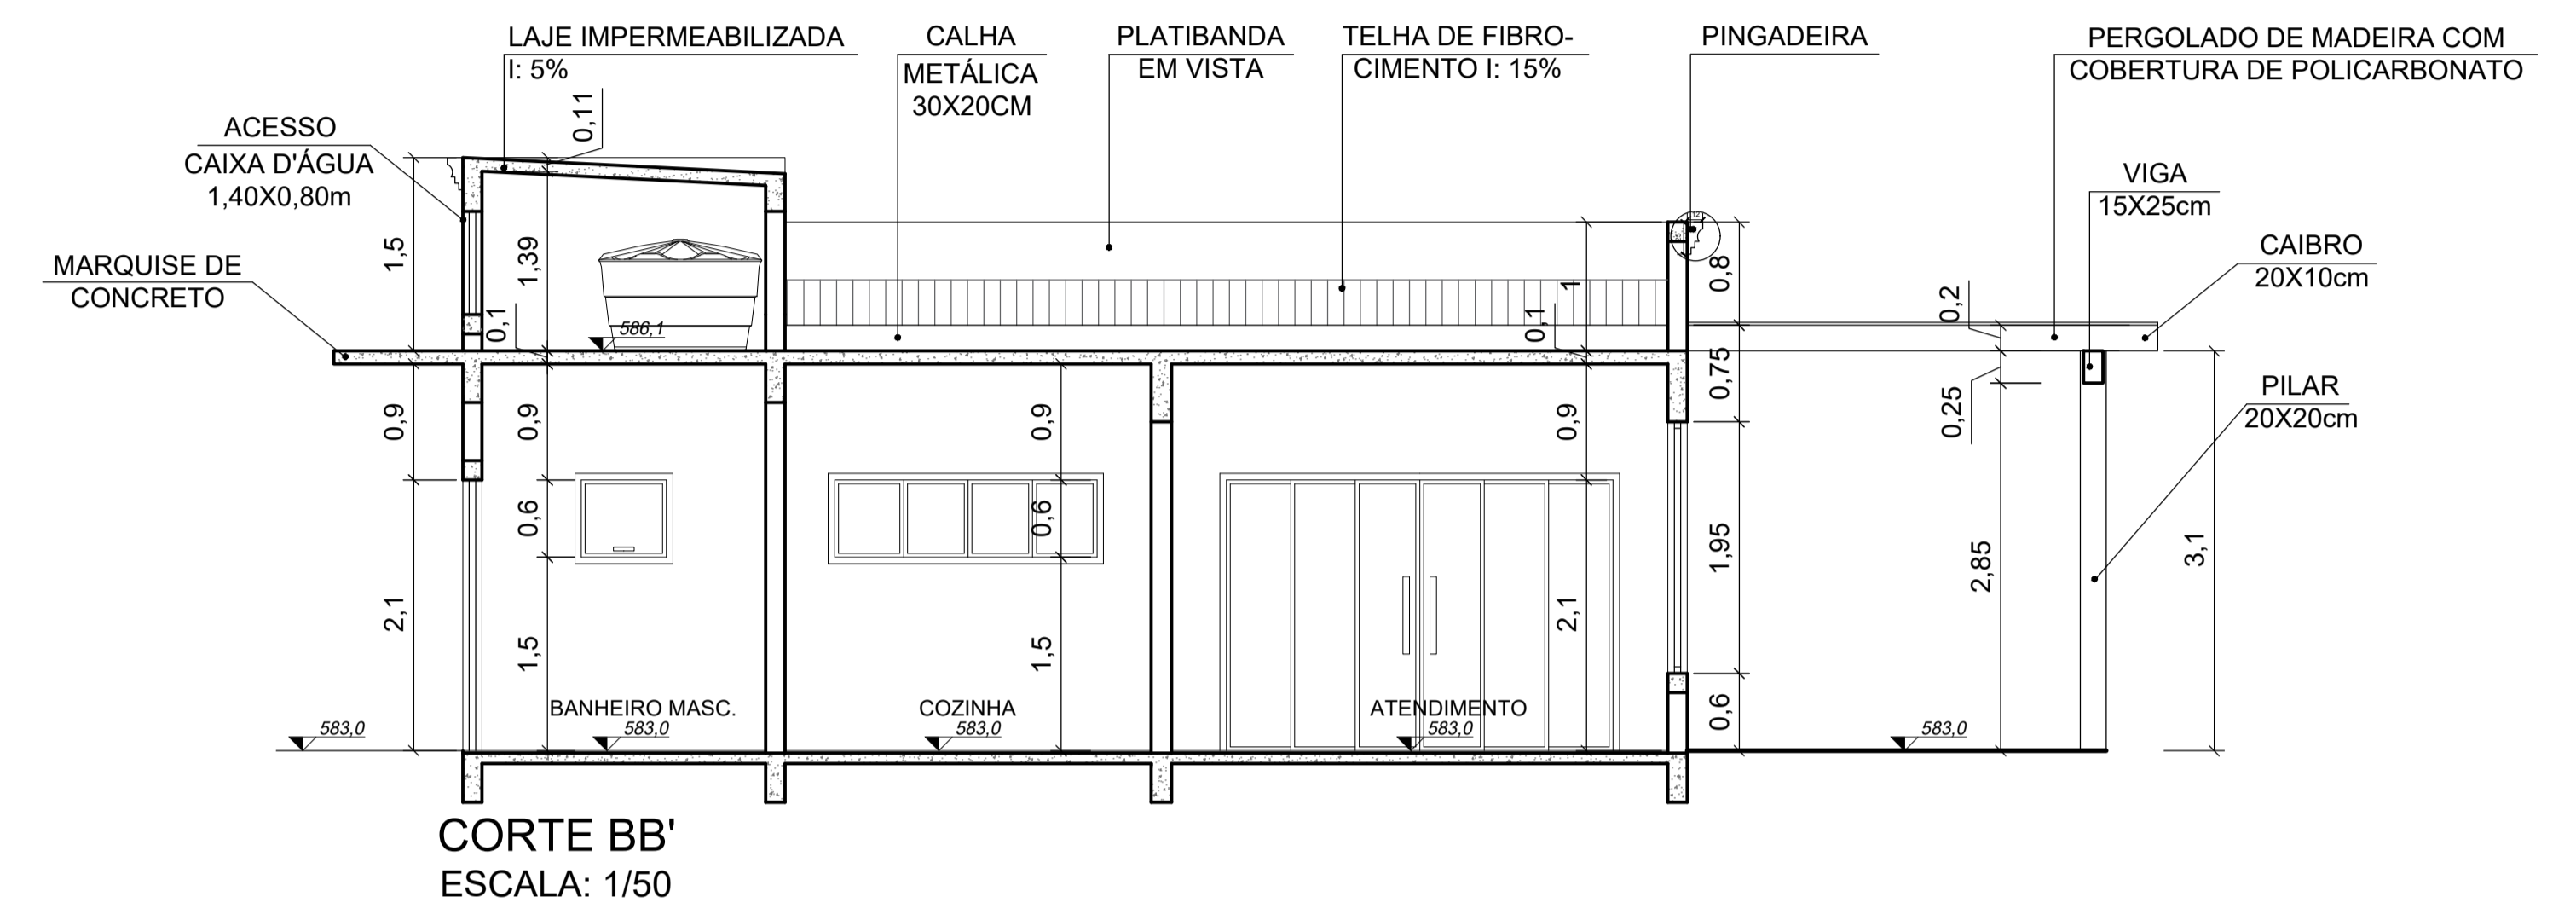 LAJE IMPERMEABILIZADA
I: 5%
CALHA
METÁLICA
30X20CM
PLATIBANDA
EM VISTA
TELHA DE FIBRO-
CIMENTO I: 15%
PINGADEIRA
PERGOLADO DE MADEIRA COM
COBERTURA DE POLICARBONATO
ACESSO
CAIXA D'ÁGUA
1,40X0,80m
MARQUISE DE
CONCRETO
VIGA
15X25cm
CAIBRO
20X10cm
PILAR
20X20cm
0,11
1,5
1,39
0,1
586,1
1
0,1
12
0,8
0,2
0,75
0,25
0,9
0,9
0,9
0,9
0,6
0,6
1,95
2,85
3,1
2,1
1,5
1,5
2,1
0,6
BANHEIRO MASC.
COZINHA
ATENDIMENTO
583,0
583,0
583,0
583,0
583,0
CORTE BB'
ESCALA: 1/50